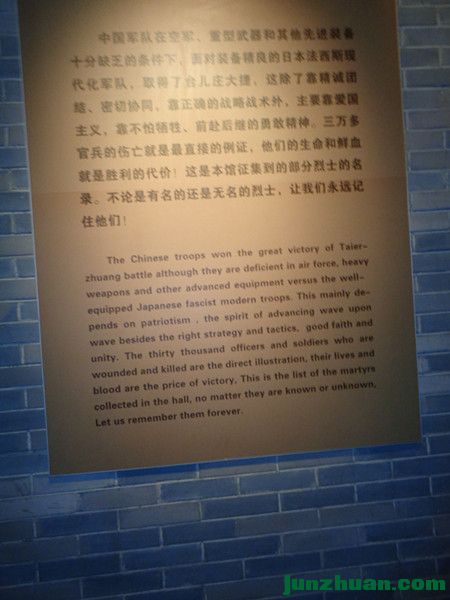 中国军队在空军、重型武器和其他先进装备
十分缺乏的条件下，面对装备精良的日本法西斯现
代化军队，取得了台儿庄大捷，这除了靠精诚团
结、密切协同，靠正确的战略战术外，主要靠爱国
主义，靠不怕牺牲、前赴后继的勇敢精神。三万多
官兵的伤亡就是最直接的例证，他们的生命和鲜血
就是胜利的代价！这是本馆征集到的部分烈士的名
录。不论是有名的还是无名的烈士，让我们永远记
住他们！
The Chinese troops won the great victory of Taier-
zhuang battle although they are deficient in air force, heavy
weapons and other advanced equipment versus the well-
equipped Japanese fascist modern troops. This mainly de-
pends on patriotism , the spirit of advancing wave upon
wave besides the right strategy and tactics, good faith and
unity. The thirty thousand officers and soldiers who are
wounded and killed are the direct illustration, their lives and
blood are the price of victory, This is the list of the martyrs
collected in the hall, no matter they are known or unknown,
Let us remember them forever.
junzhuan.com